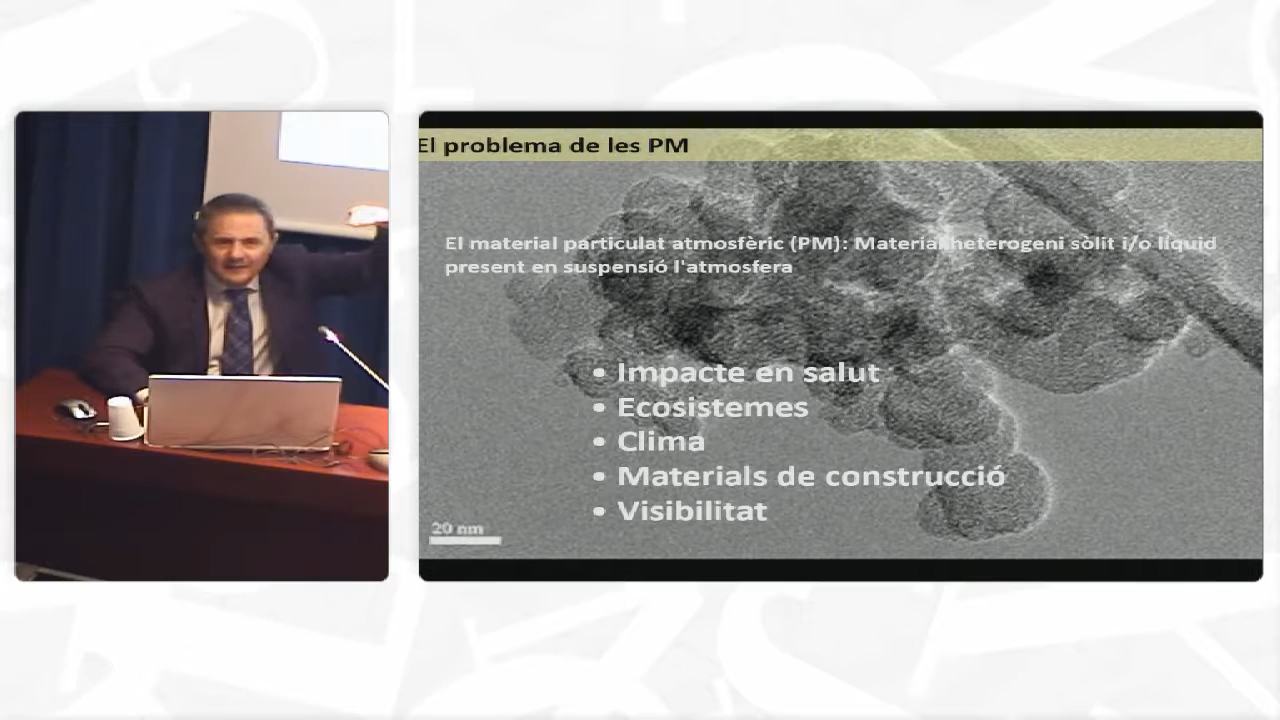 El problema de les PM
El material particulat atmosfèric (PM): Material heterogeni sòlit i/o líquid
present en suspensió l'atmosfera
• Impacte en salut
• Ecosistemes
• Clima
• Materials de construcció
• Visibilitat
20 nm